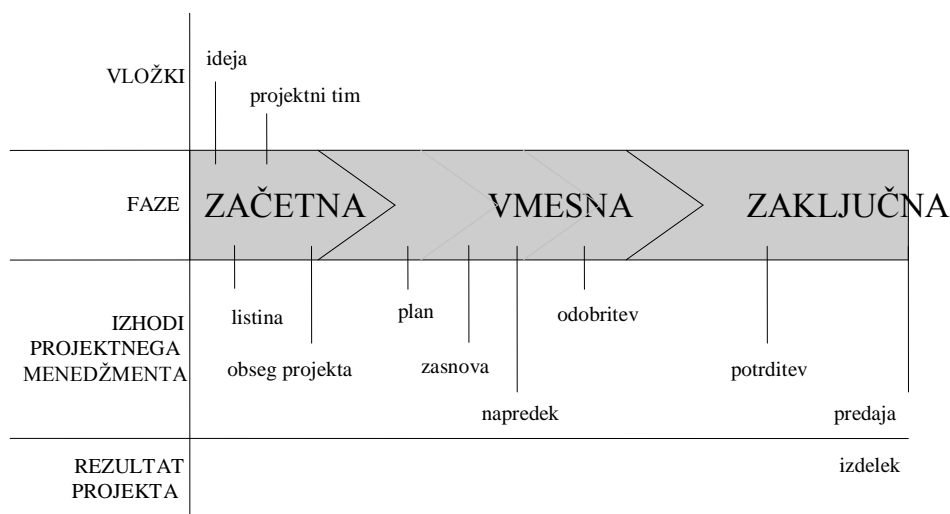 ideja
VLOŽKI
projektni tim
FAZE
ZAČETNA
VMESNA
ZAKLJUČNA
listina
plan
odobritev
IZHODI
PROJEKTNEGA
MENEDŽMENTA
obseg projekta
zasnova
potrditev
napredek
predaja
REZULTAT
PROJEKTA
izdelek